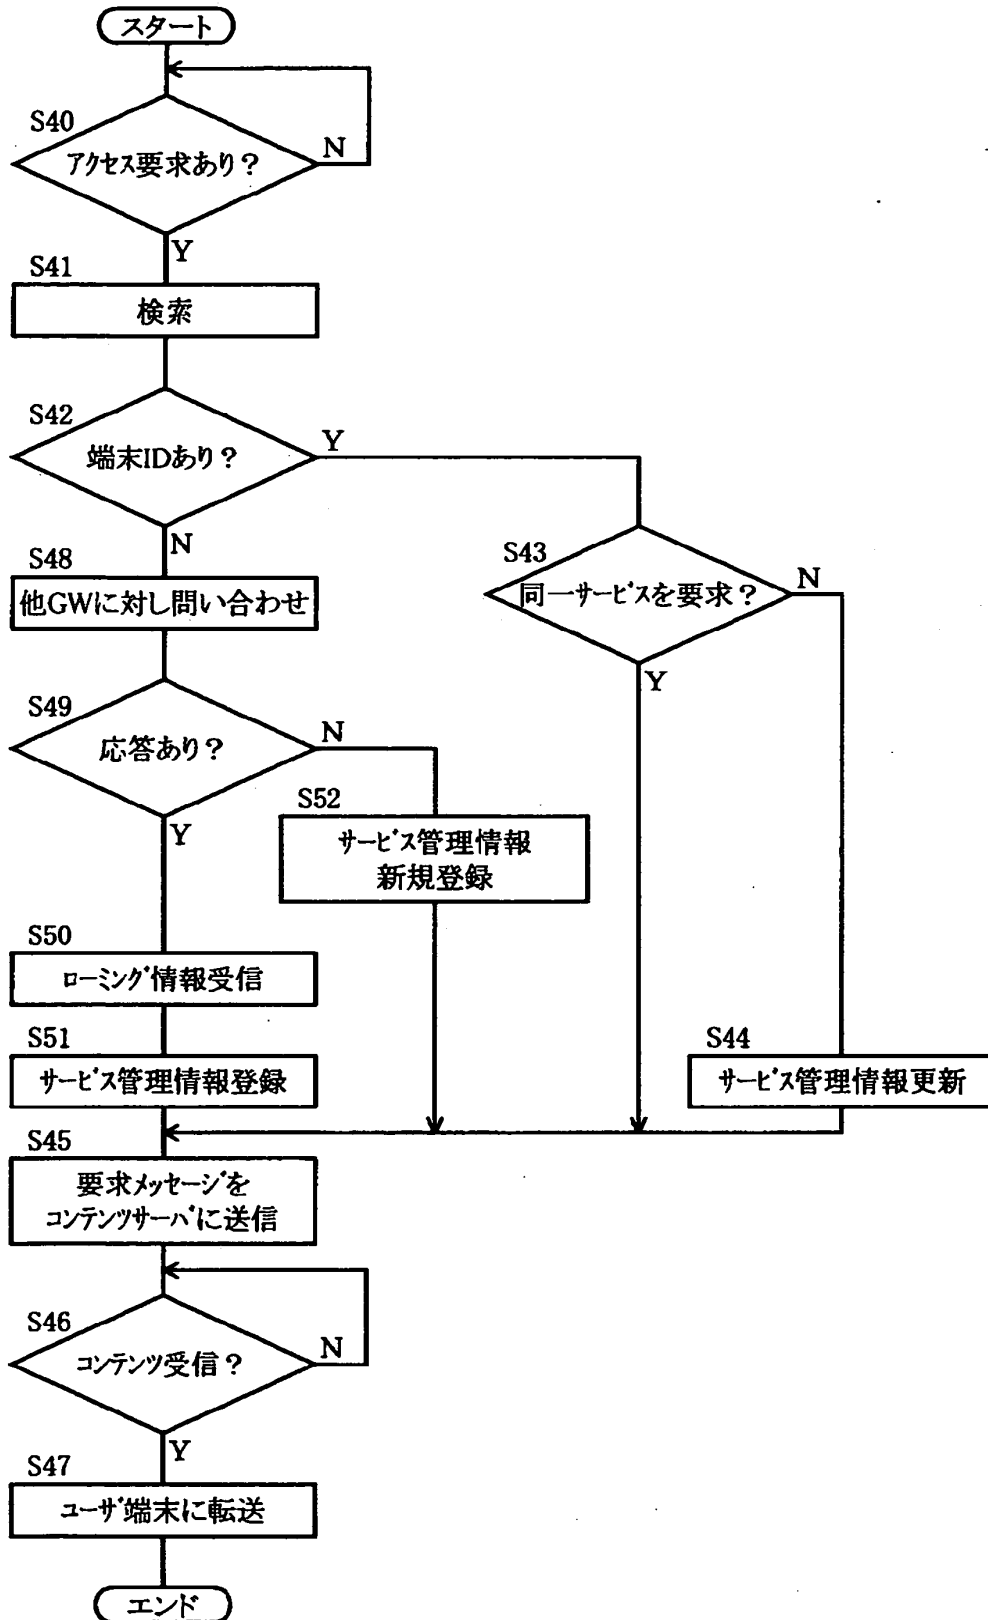 スタート
S40
アクセス要求あり？
N
Y
S41
検索
S42
端末IDあり？
Y
N
S43
同一サービスを要求？
N
Y
S48
他GWに対し問い合わせ
S49
応答あり？
N
Y
S52
サービス管理情報
新規登録
S50
ローミング情報受信
S51
サービス管理情報登録
S44
サービス管理情報更新
S45
要求メッセージを
コンテンツサーバに送信
S46
コンテンツ受信？
N
Y
S47
ユーザ端末に転送
エンド